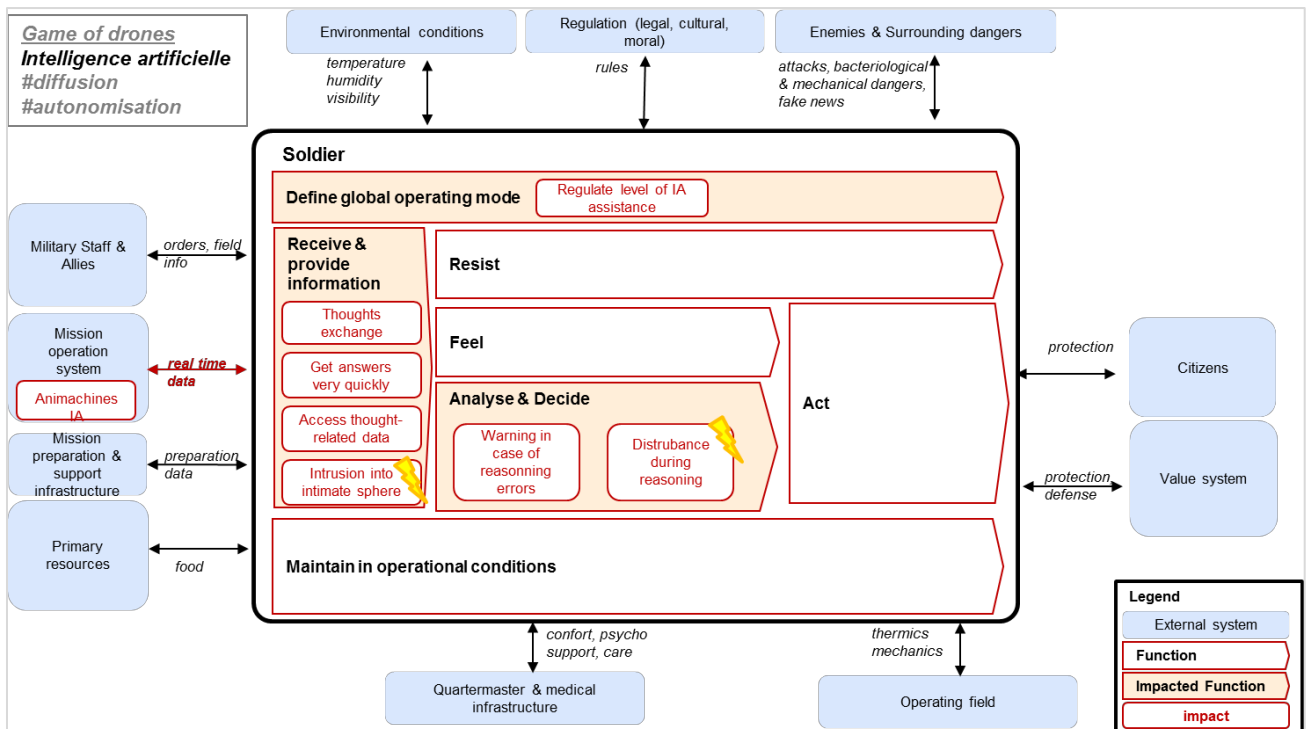 Game of drones
Intelligence artificielle
#diffusion
#autonomisation
Environmental conditions
temperature
humidity
visibility
Regulation (legal, cultural,
moral)
rules
Enemies & Surrounding dangers
attacks, bacteriological
& mechanical dangers,
fake news
Soldier
Define global operating mode
Regulate level of IA
assistance
Military Staff &
Allies
orders, field
info
Mission
operation
system
Animachines
IA
real time
data
Mission
preparation &
support
infrastructure
preparation
data
Primary
resources
food
Receive &
provide
information
Thoughts
exchange
Get answers
very quickly
Access thought-
related data
Intrusion into
intimate sphere
Resist
Feel
Analyse & Decide
Warning in
case of
reasonning
errors
Distrubance
during
reasoning
Act
Maintain in operational conditions
protection
Citizens
protection
defense
Value system
confort, psycho
support, care
Quartermaster & medical
infrastructure
thermics
mechanics
Operating field
Legend
External system
Function
Impacted Function
impact